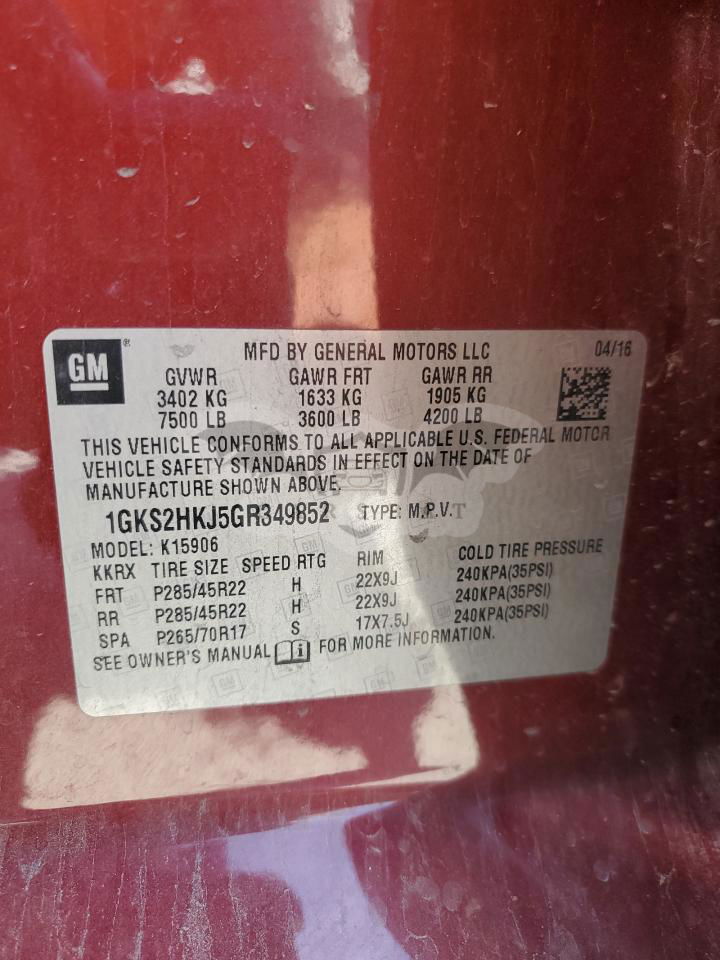 GM ® MFD BY GENERAL MOTORS LLC 04/16
GVWR GAWR FRT GAWR RR
3402 KG 1633 KG 1905 KG
7500 LB 3600 LB 4200 LB
THIS VEHICLE CONFORMS TO ALL APPLICABLE U.S. FEDERAL MOTOR
VEHICLE SAFETY STANDARDS IN EFFECT ON THE DATE OF
MANUFACTURE SHOWN ABOVE.
1GKS2HKJ5GR349852 TYPE: M.P.V.
MODEL: K15906
KKRX TIRE SIZE SPEED RTG RIM COLD TIRE PRESSURE
FRT P285/45R22 H 22X9J 240KPA(35PSI)
RR P285/45R22 H 22X9J 240KPA(35PSI)
SPA P265/70R17 S 17X7.5J 240KPA(35PSI)
SEE OWNER'S MANUAL i FOR MORE INFORMATION.